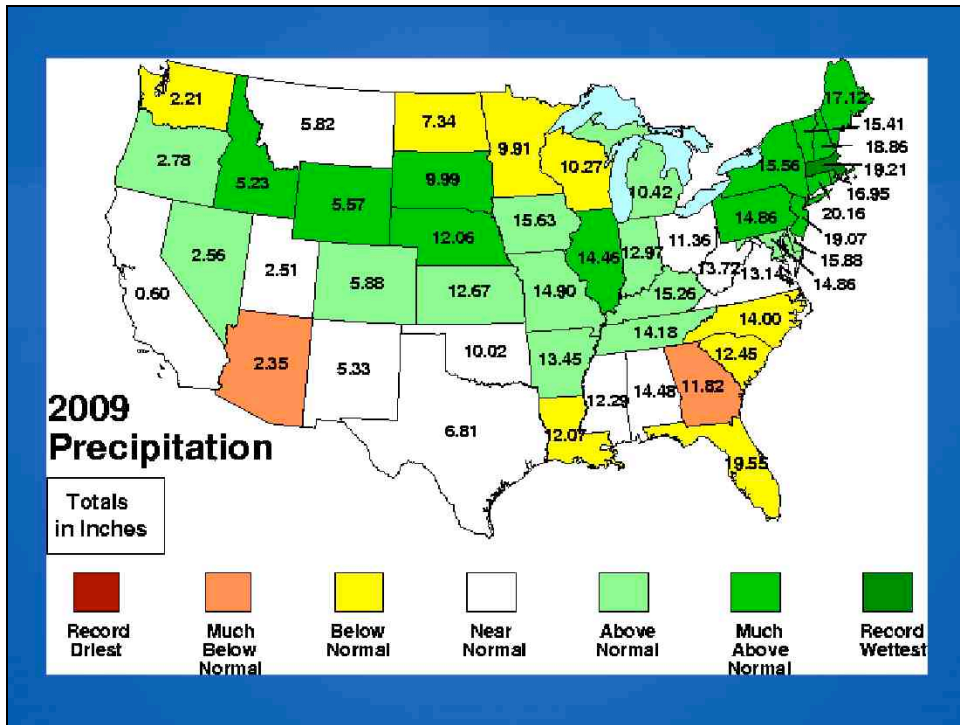 17.12
2.21
7.34
5.82
15.41
9.91
18.86
2.78
10.27
15.56
19.21
5.23
9.99
10.42
16.95
5.57
15.63
14.86
20.16
12.06
11.36
19.07
2.56
2.51
14.46
12.97
13.72
13.14
15.88
5.88
12.67
14.90
15.26
14.86
0.60
14.18
14.00
2.35
5.33
10.02
13.45
12.45
11.82
12.29
14.48
6.81
12.07
19.55
2009
Precipitation
Totals
in Inches
Record
Driest
Much
Below
Normal
Below
Normal
Near
Normal
Above
Normal
Much
Above
Normal
Record
Wettest